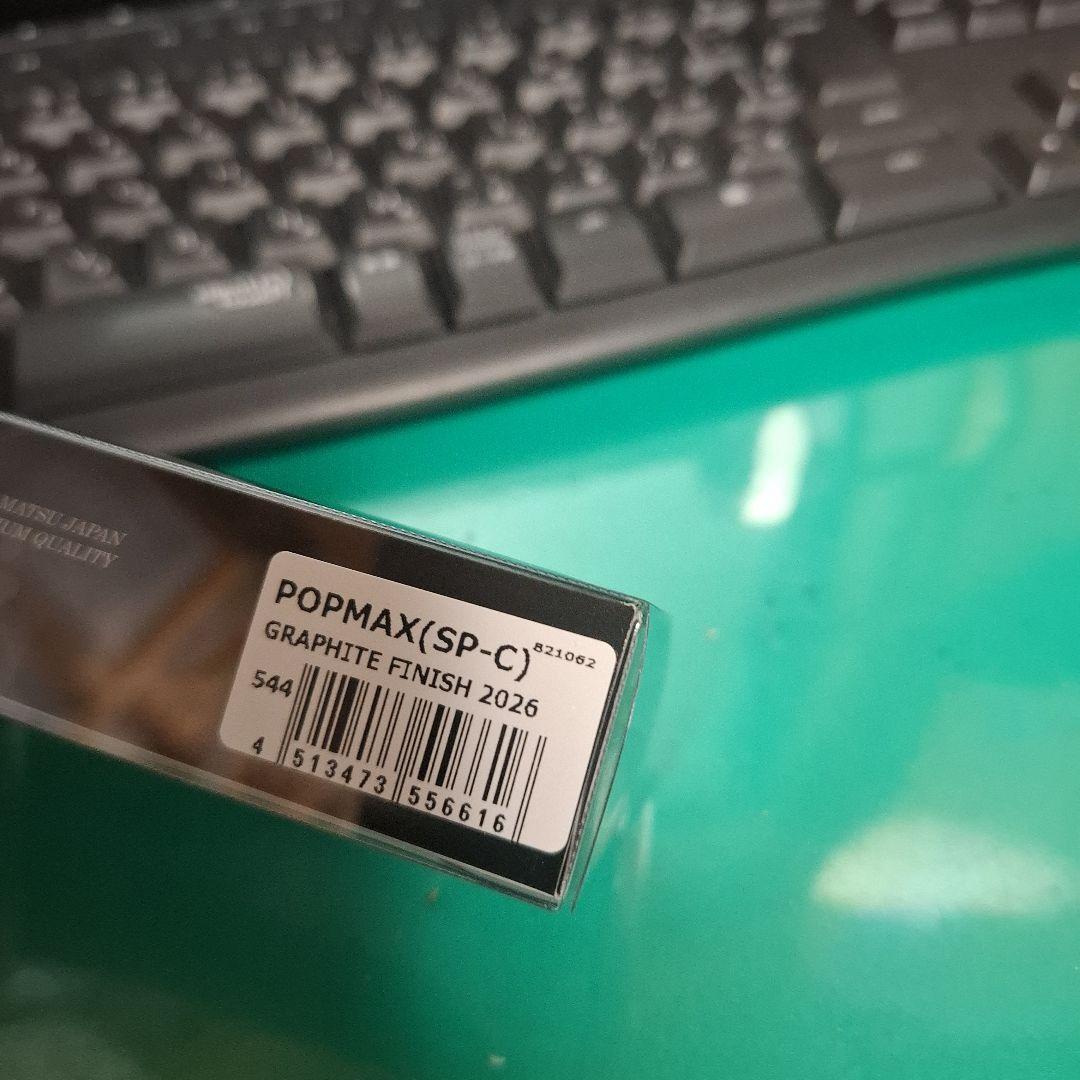 MATSU JAPAN
UM QUALITY
POPMAX(SP-C)
821062
GRAPHITE FINISH 2026
544
4 513473 556616